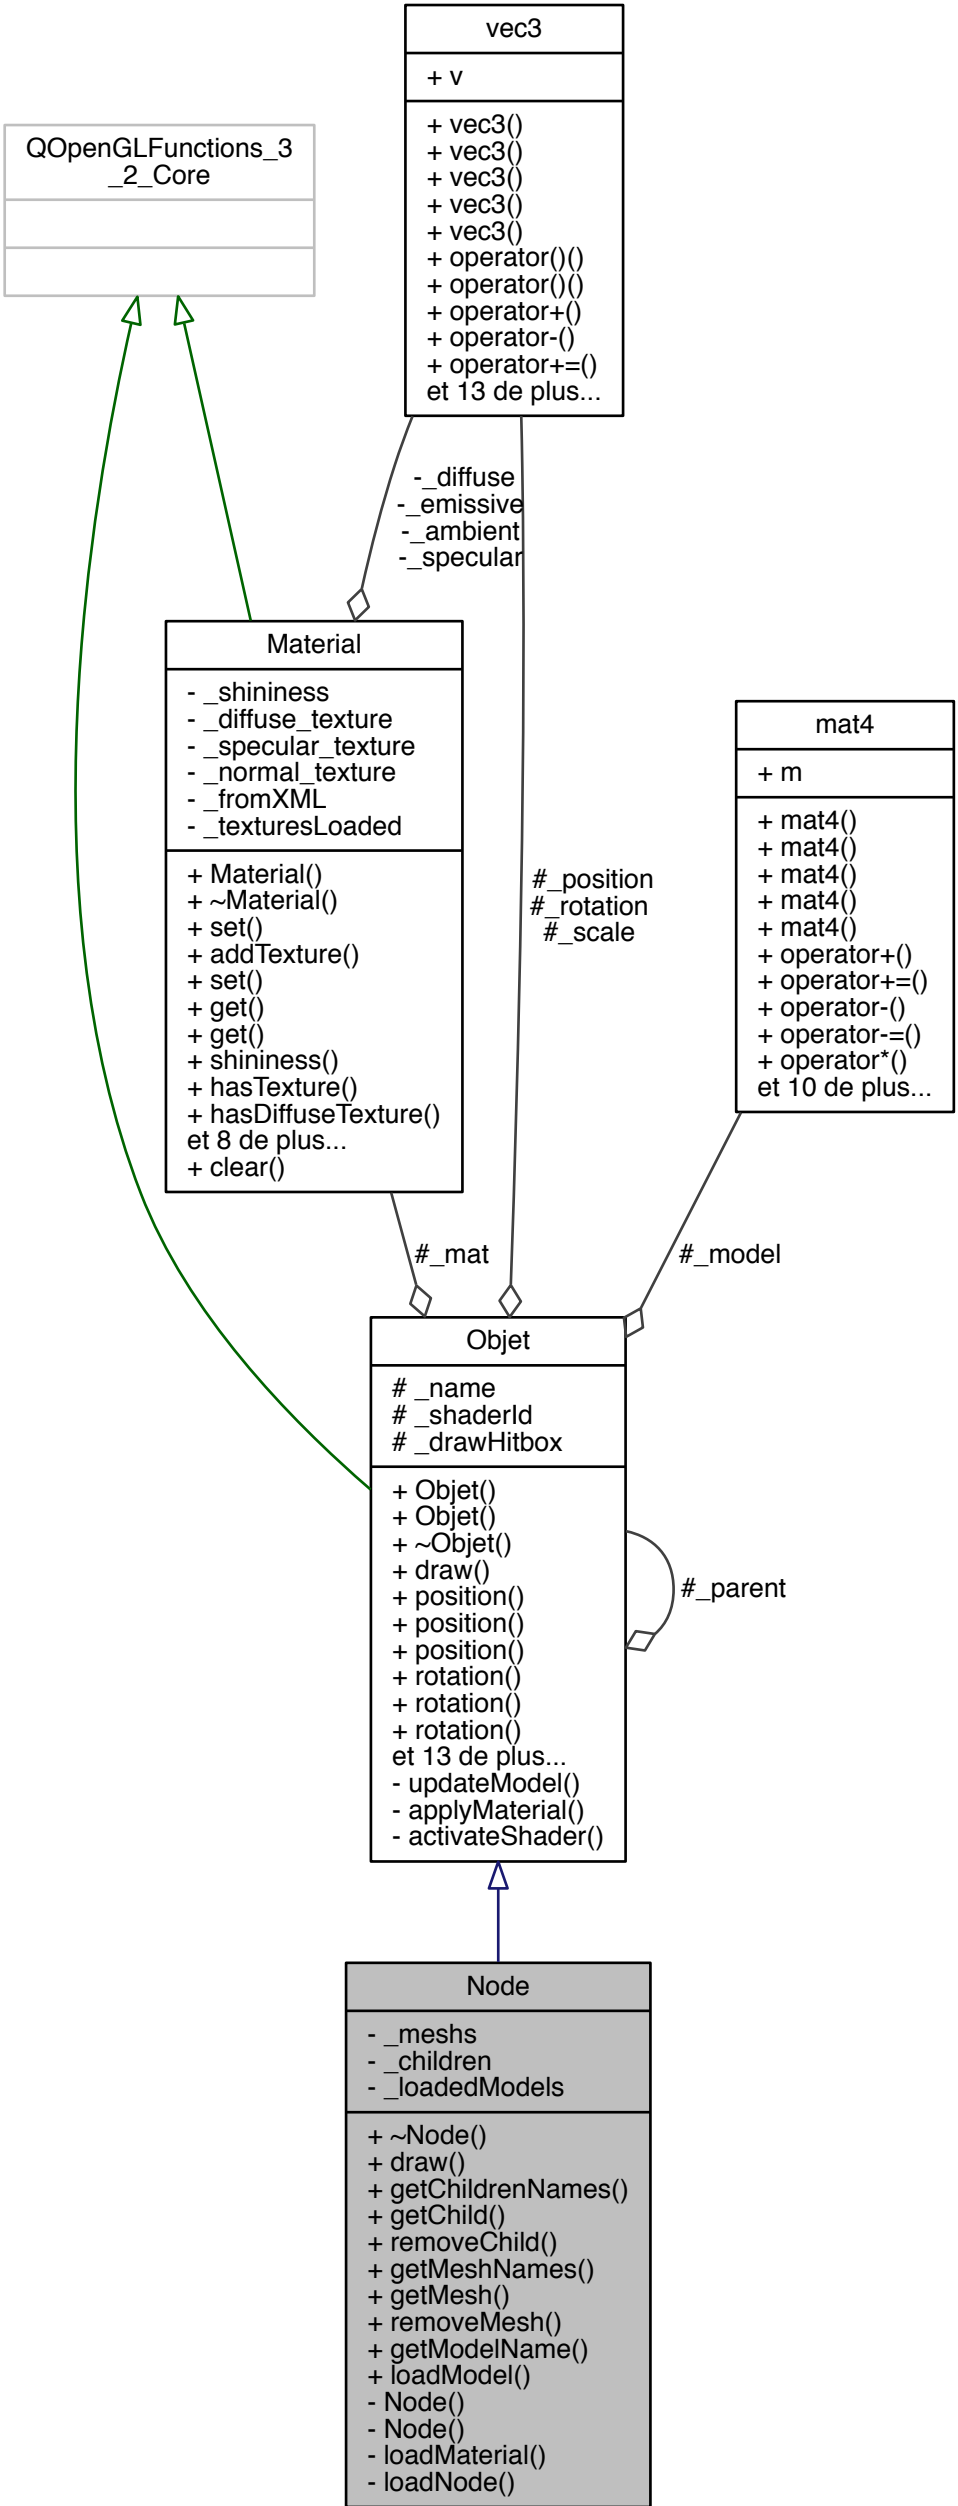 vec3
+ v
+ vec3()
+ vec3()
+ vec3()
+ vec3()
+ vec3()
+ operator()()
+ operator()()
+ operator+()
+ operator-()
+ operator+=()
et 13 de plus...
QOpenGLFunctions_3
_2_Core
-_diffuse
-_emissive
-_ambient
-_specular
Material
- _shininess
- _diffuse_texture
- _specular_texture
- _normal_texture
- _fromXML
- _texturesLoaded
+ Material()
+ ~Material()
+ set()
+ addTexture()
+ set()
+ get()
+ get()
+ shininess()
+ hasTexture()
+ hasDiffuseTexture()
et 8 de plus...
+ clear()
#_position
#_rotation
#_scale
mat4
+ m
+ mat4()
+ mat4()
+ mat4()
+ mat4()
+ mat4()
+ operator+()
+ operator+=()
+ operator-()
+ operator-=()
+ operator*()
et 10 de plus...
#_mat
#_model
Objet
# _name
# _shaderId
# _drawHitbox
+ Objet()
+ Objet()
+ ~Objet()
+ draw()
+ position()
+ position()
+ position()
+ rotation()
+ rotation()
+ rotation()
et 13 de plus...
- updateModel()
- applyMaterial()
- activateShader()
#_parent
Node
- _meshs
- _children
- _loadedModels
+ ~Node()
+ draw()
+ getChildrenNames()
+ getChild()
+ removeChild()
+ getMeshNames()
+ getMesh()
+ removeMesh()
+ getModelName()
+ loadModel()
- Node()
- Node()
- loadMaterial()
- loadNode()